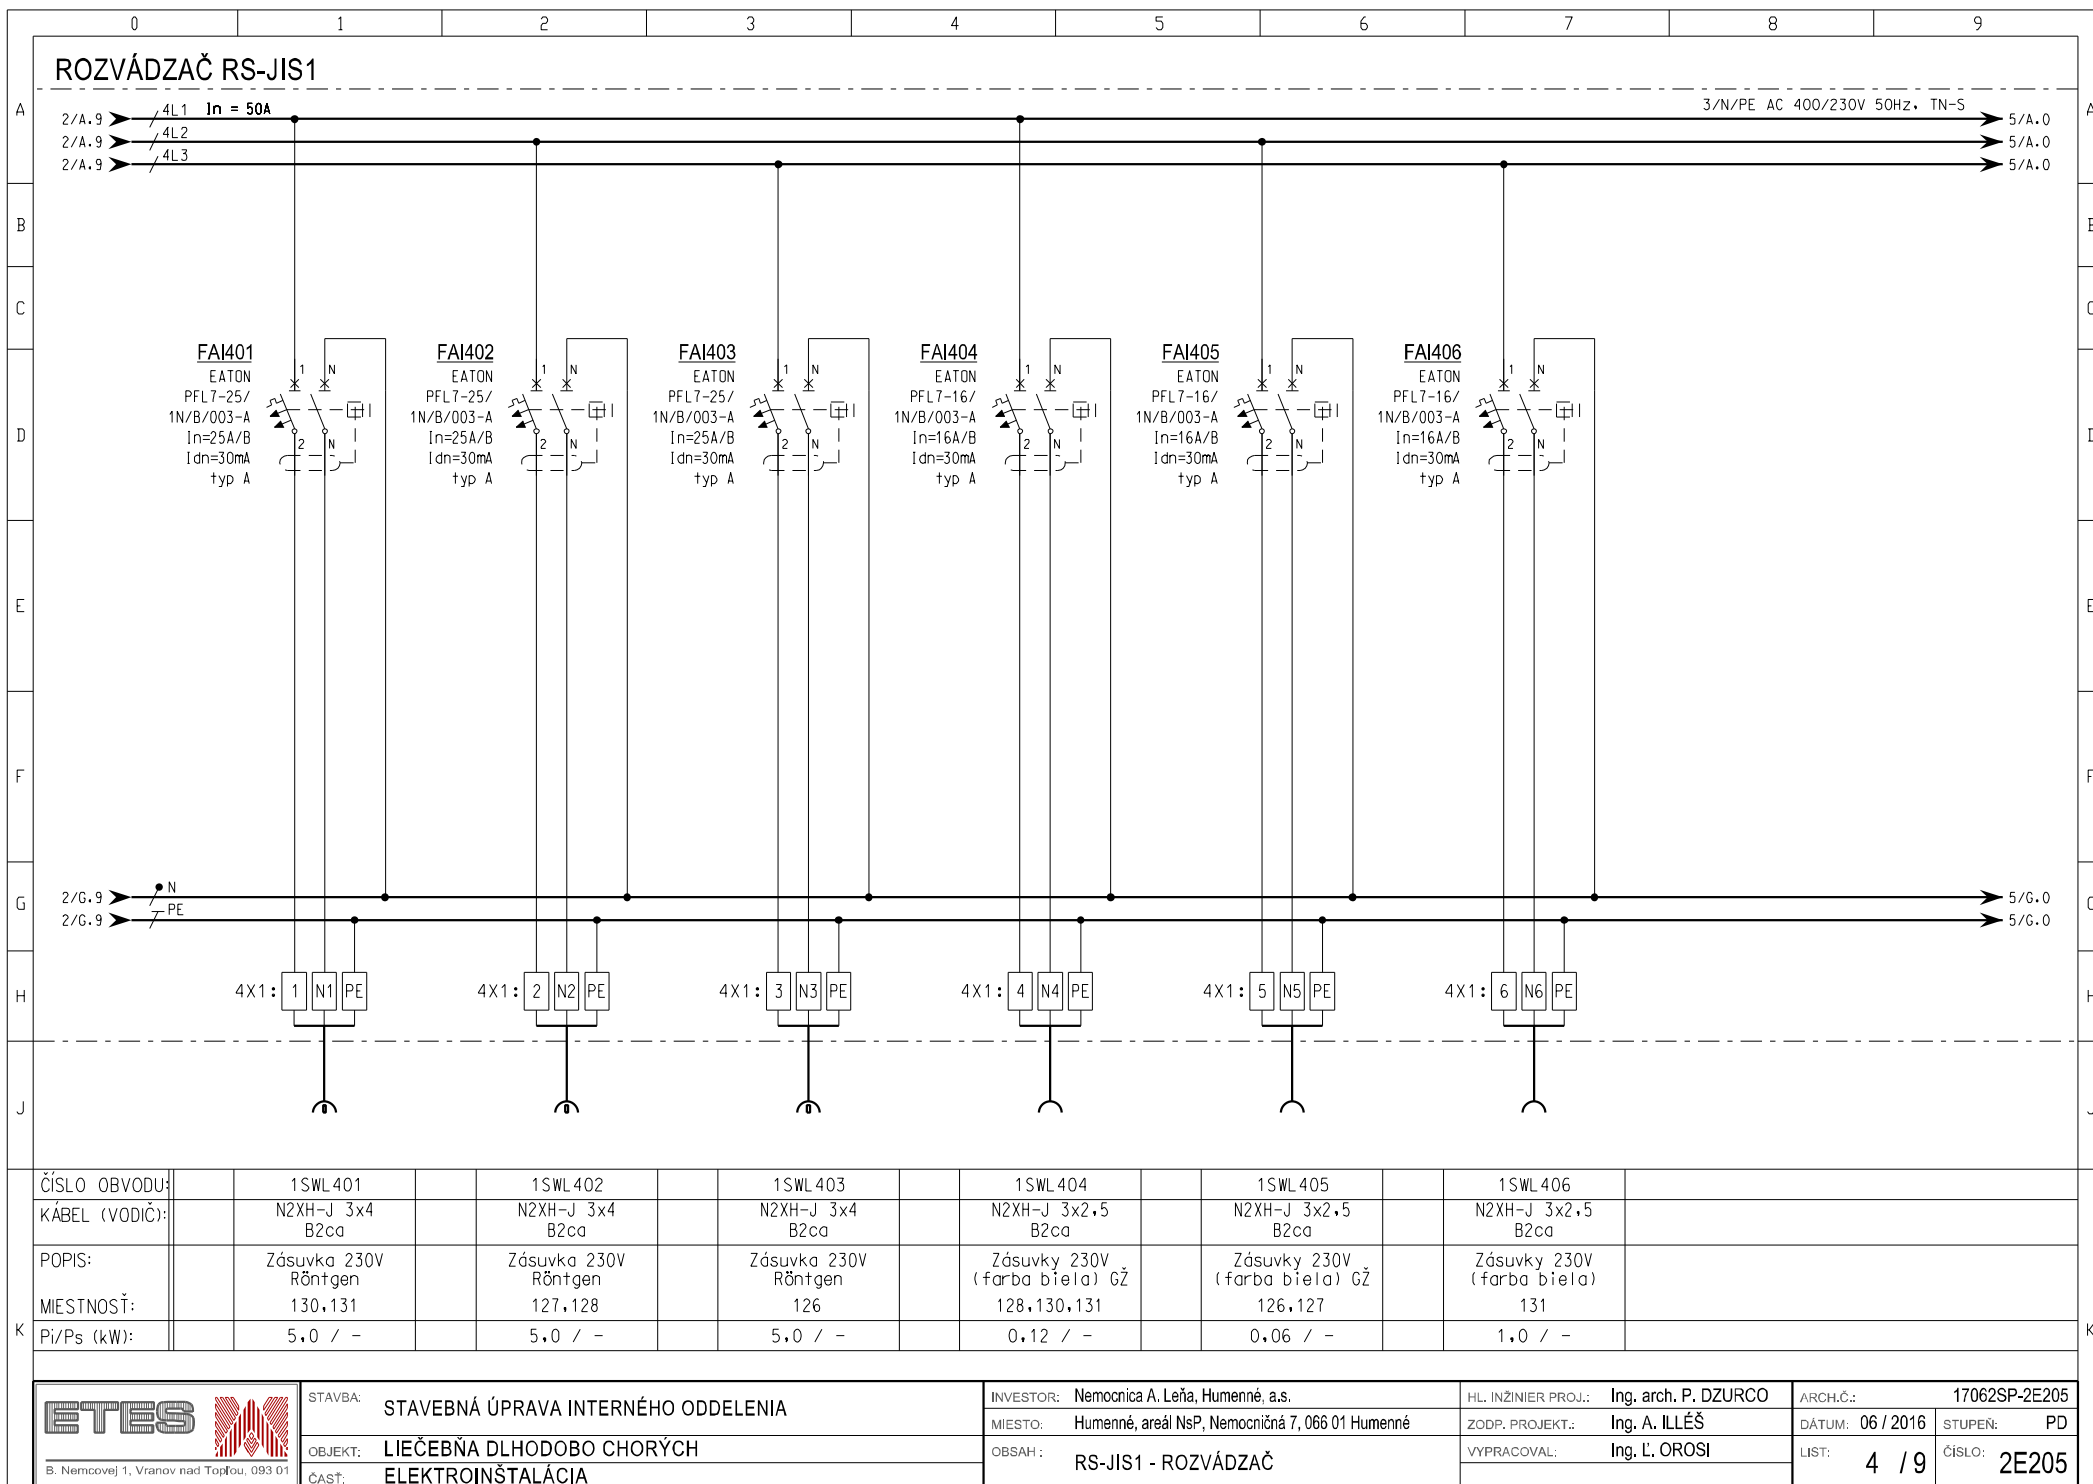 0 1 2 3 4 5 6 7 8 9
ROZVÁDZAČ RS-JIS1
A
2/A.9 4L1 In = 50A 3/N/PE AC 400/230V 50Hz, TN-S 5/A.0
2/A.9 4L2 5/A.0
2/A.9 4L3 5/A.0
B
C
FAI401 FAI402 FAI403 FAI404 FAI405 FAI406
EATON 1 N EATON 1 N EATON 1 N EATON 1 N EATON 1 N EATON 1 N
PFL7-25/ PFL7-25/ PFL7-25/ PFL7-16/ PFL7-16/ PFL7-16/
1N/B/003-A 1N/B/003-A 1N/B/003-A 1N/B/003-A 1N/B/003-A 1N/B/003-A
D
In=25A/B 2 N In=25A/B 2 N In=25A/B 2 N In=16A/B 2 N In=16A/B 2 N In=16A/B 2 N
Idn=30mA Idn=30mA Idn=30mA Idn=30mA Idn=30mA Idn=30mA
typ A typ A typ A typ A typ A typ A
E
F
G
2/G.9 N 5/G.0
2/G.9 PE 5/G.0
H
4X1: 1 N1 PE 4X1: 2 N2 PE 4X1: 3 N3 PE 4X1: 4 N4 PE 4X1: 5 N5 PE 4X1: 6 N6 PE
J
ČÍSLO OBVODU: 1SWL401 1SWL402 1SWL403 1SWL404 1SWL405 1SWL406
KÁBEL (VODIČ): N2XH-J 3x4 N2XH-J 3x4 N2XH-J 3x4 N2XH-J 3x2,5 N2XH-J 3x2,5 N2XH-J 3x2,5
B2ca B2ca B2ca B2ca B2ca B2ca
POPIS: Zásuvka 230V Zásuvka 230V Zásuvka 230V Zásuvky 230V Zásuvky 230V Zásuvky 230V
Röntgen Röntgen Röntgen (farba biela) GŽ (farba biela) GŽ (farba biela)
MIESTNOSŤ: 130,131 127,128 126 128,130,131 126,127 131
K
Pi/Ps (kW): 5,0 / - 5,0 / - 5,0 / - 0,12 / - 0,06 / - 1,0 / - K
ETES
B. Nemcovej 1, Vranov nad Topľou, 093 01
STAVBA: STAVEBNÁ ÚPRAVA INTERNÉHO ODDELENIA
OBJEKT: LIEČEBŇA DLHODOBO CHORÝCH
ČASŤ: ELEKTROINŠTALÁCIA
INVESTOR: Nemocnica A. Leňa, Humenné, a.s.
MIESTO: Humenné, areál NsP, Nemocničná 7, 066 01 Humenné
OBSAH : RS-JIS1 - ROZVÁDZAČ
HL. INŽINIER PROJ.: Ing. arch. P. DZURCO
ZODP. PROJEKT.: Ing. A. ILLÉŠ
VYPRACOVAL: Ing. Ľ. OROSI
ARCH.Č.: 17062SP-2E205
DÁTUM: 06 / 2016 STUPEŇ: PD
LIST: 4 / 9 ČÍSLO: 2E205